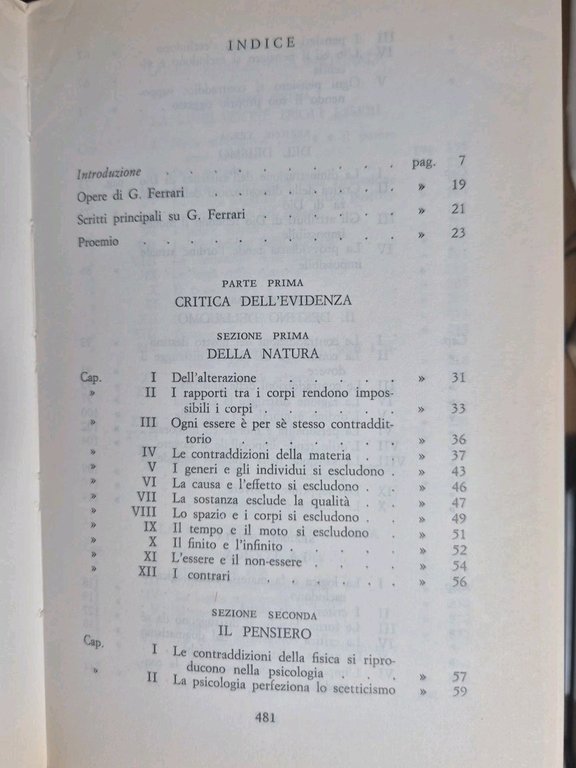 INDICE
Introduzione . . . . . . . . . . pag. 7
Opere di G. Ferrari . . . . . . . . » 19
Scritti principali su G. Ferrari . . . . . . » 21
Proemio . . . . . . . . . . . » 23
PARTE PRIMA
CRITICA DELL'EVIDENZA
SEZIONE PRIMA
DELLA NATURA
Cap. I Dell'alterazione . . . . . . » 31
» II I rapporti tra i corpi rendono impos-
sibili i corpi . . . . . . » 33
» III Ogni essere è per sè stesso contraddit-
torio . . . . . . . » 36
» IV Le contraddizioni della materia . . » 37
» V I generi e gli individui si escludono . » 43
» VI La causa e l'effetto si escludono . . » 46
» VII La sostanza esclude la qualità . . » 47
» VIII Lo spazio e i corpi si escludono . . » 49
» IX Il tempo e il moto si escludono . . » 51
» X Il finito e l'infinito . . . . . » 52
» XI L'essere e il non-essere . . . . » 54
» XII I contrari . . . . . . . » 56
SEZIONE SECONDA
IL PENSIERO
Cap. I Le contraddizioni della fisica si ripro-
ducono nella psicologia . . . » 57
» II La psicologia perfeziona lo scetticismo » 59
481